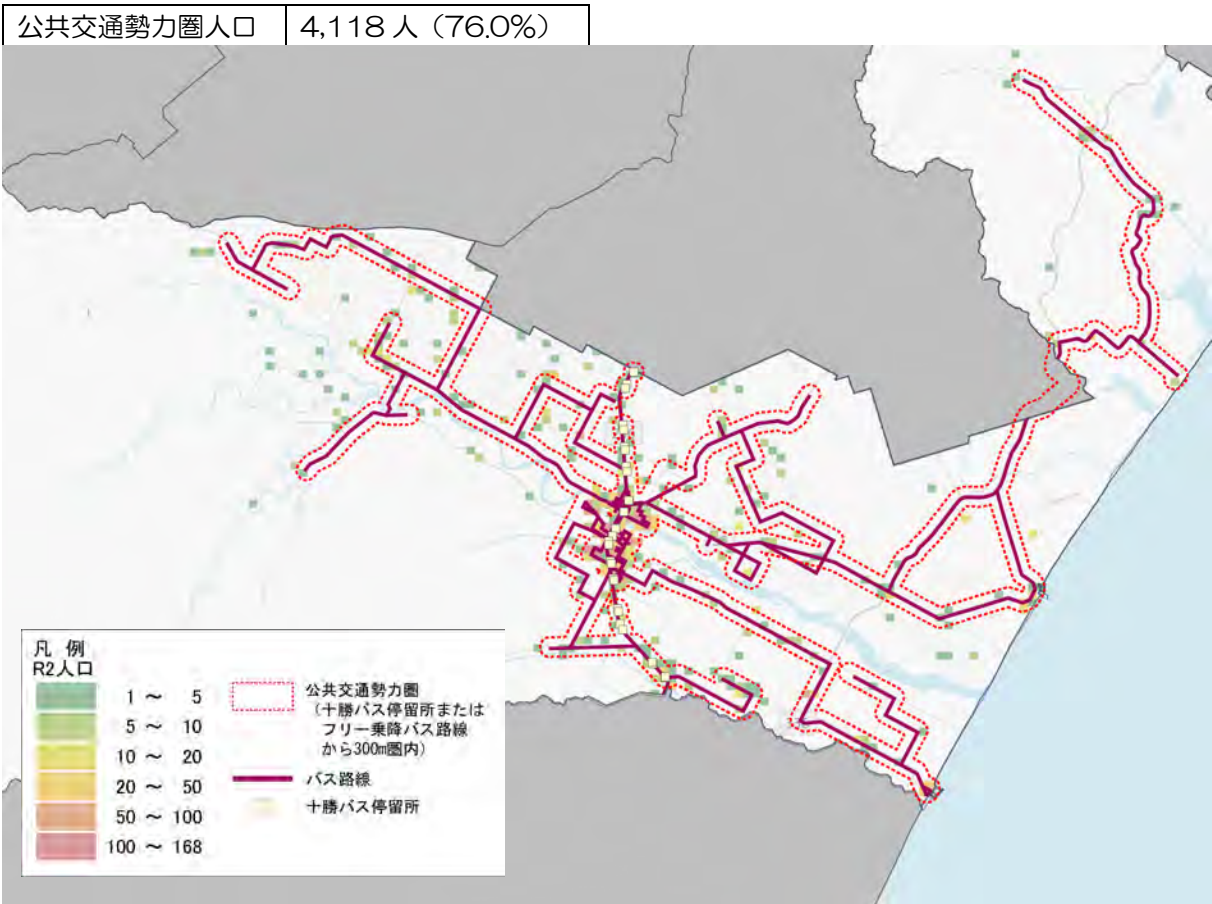 公共交通勢力圏人口 4,118 人（76.0%）
凡 例
R2人口
1 ～ 5
5 ～ 10
10 ～ 20
20 ～ 50
50 ～ 100
100 ～ 168
公共交通勢力圏
（十勝バス停留所または
フリー乗降バス路線
から300m圏内）
バス路線
十勝バス停留所